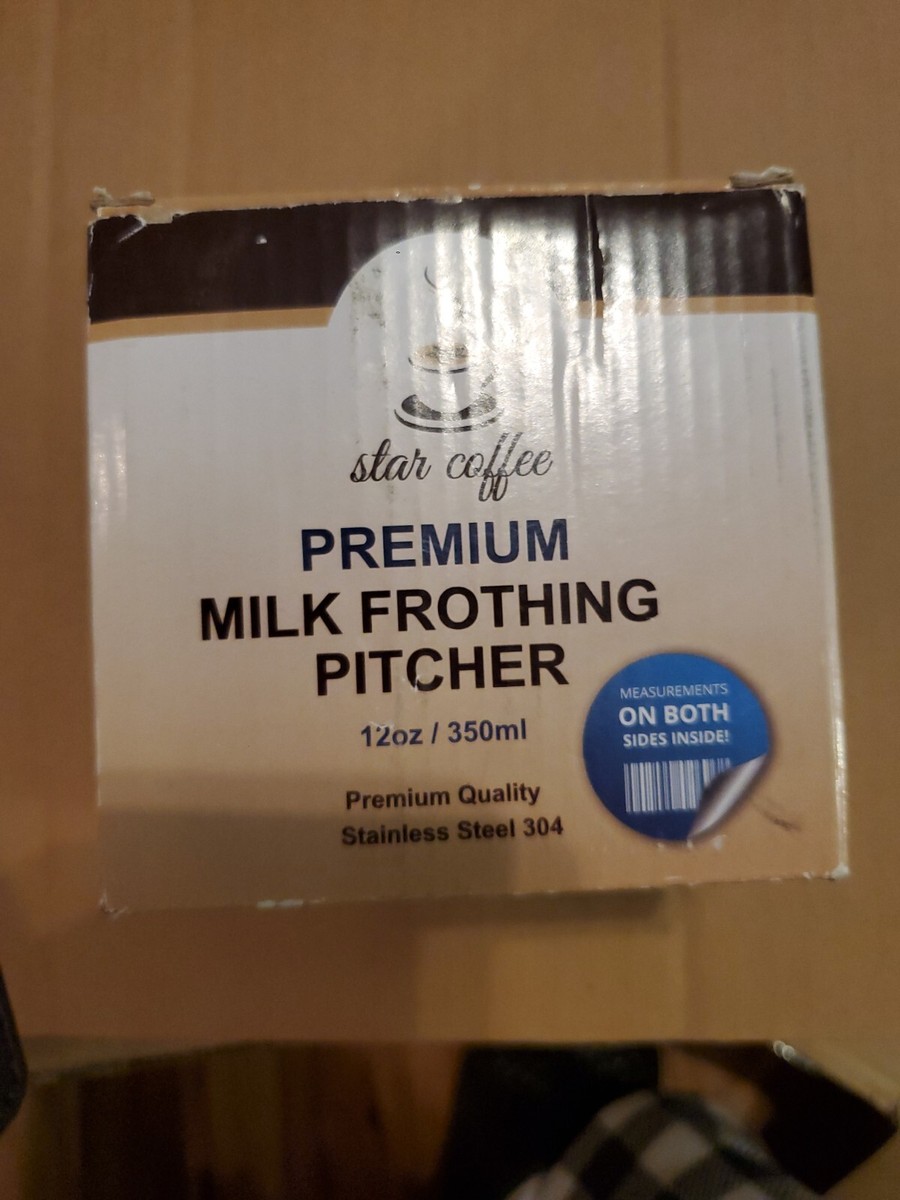 star coffee
PREMIUM
MILK FROTHING
PITCHER
12oz / 350ml
Premium Quality
Stainless Steel 304
MEASUREMENTS
ON BOTH
SIDES INSIDE!